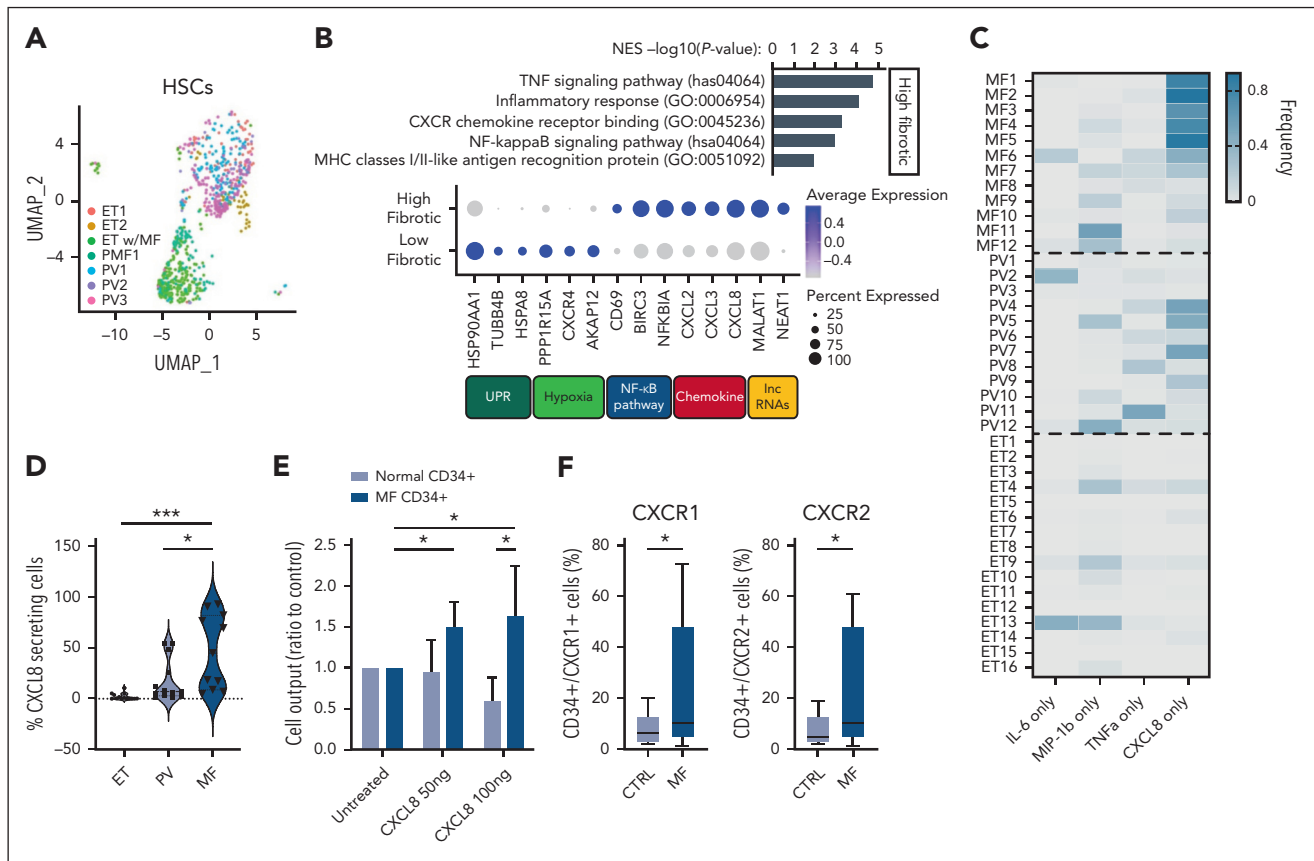 A
HSCs
UMAP_2
4
0
−4
ET1
ET2
ET w/MF
PMF1
PV1
PV2
PV3
−10
−5
0
5
UMAP_1
B
NES −log10(P-value):
0 1 2 3 4 5
TNF signaling pathway (has04064)
Inflammatory response (GO:0006954)
CXCR chemokine receptor binding (GO:0045236)
NF-kappaB signaling pathway (hsa04064)
MHC classes I/II-like antigen recognition protein (GO:0051092)
High fibrotic
High Fibrotic
Low Fibrotic
Average Expression
0.4
0.0
−0.4
Percent Expressed
25
50
75
100
HSP90AA1
TUBB4B
HSPA8
PPP1R15A
CXCR4
AKAP12
CD69
BIRC3
NFKBIA
CXCL2
CXCL3
CXCL8
MALAT1
NEAT1
UPR
Hypoxia
NF-κB pathway
Chemokine
lnc RNAs
C
MF1
MF2
MF3
MF4
MF5
MF6
MF7
MF8
MF9
MF10
MF11
MF12
PV1
PV2
PV3
PV4
PV5
PV6
PV7
PV8
PV9
PV10
PV11
PV12
ET1
ET2
ET3
ET4
ET5
ET6
ET7
ET8
ET9
ET10
ET11
ET12
ET13
ET14
ET15
ET16
IL-6 only
MIP-1b only
TNFa only
CXCL8 only
0.8
0.4
0
Frequency
D
% CXCL8 secreting cells
150
100
50
0
−50
***
*
ET
PV
MF
E
Normal CD34+
MF CD34+
Cell output (ratio to control)
2.5
2.0
1.5
1.0
0.5
0.0
*
*
*
Untreated
CXCL8 50ng
CXCL8 100ng
F
CXCR1
CD34+/CXCR1+ cells (%)
80
60
40
20
0
*
CTRL
MF
CXCR2
CD34+/CXCR2+ cells (%)
80
60
40
20
0
*
CTRL
MF